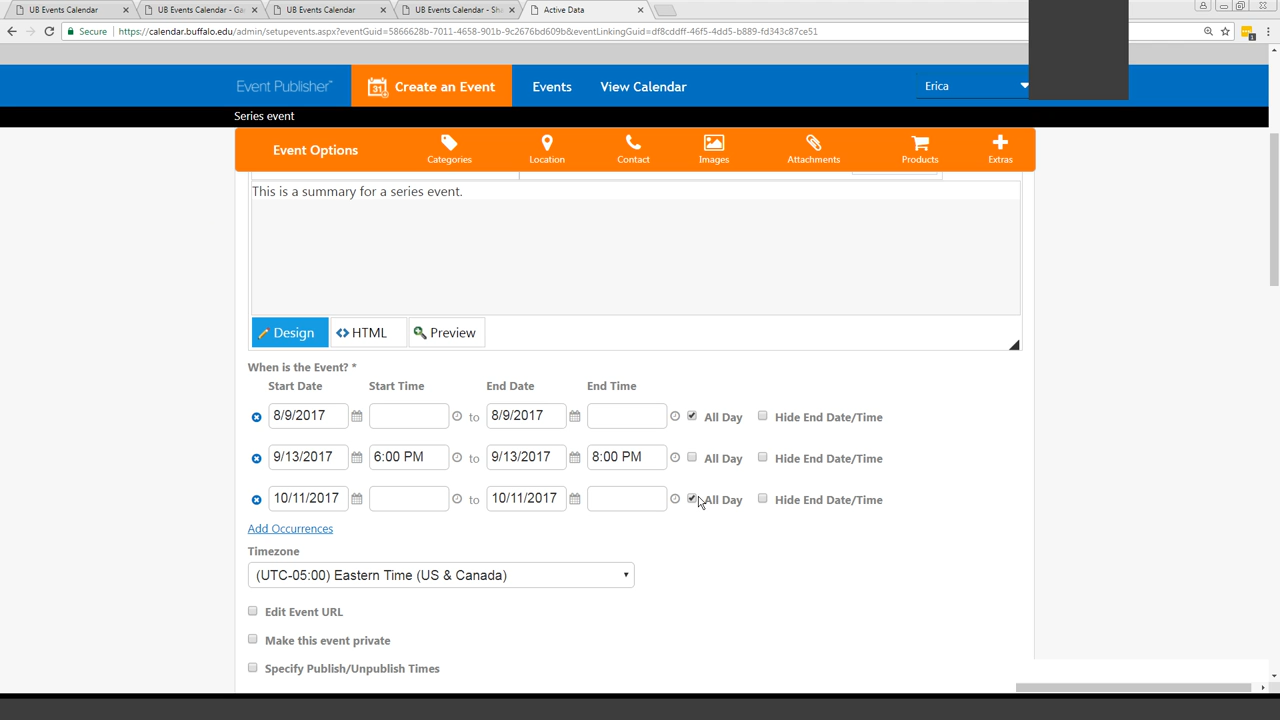 UB Events Calendar
UB Events Calendar - Ga
UB Events Calendar
UB Events Calendar - Sha
Active Data
Secure
https://calendar.buffalo.edu/admin/setupevents.aspx?eventGuid=5866628b-7011-4658-901b-9c2676bd609b&eventLinkingGuid=df8cddff-46f5-4dd5-b889-fd343c87ce51
Event Publisher™
31
Create an Event
Events
View Calendar
Erica
Series event
Event Options
Categories
Location
Contact
Images
Attachments
Products
Extras
This is a summary for a series event.
Design
HTML
Preview
When is the Event? *
Start Date
Start Time
End Date
End Time
8/9/2017 to 8/9/2017 All Day Hide End Date/Time
9/13/2017 6:00 PM to 9/13/2017 8:00 PM All Day Hide End Date/Time
10/11/2017 to 10/11/2017 All Day Hide End Date/Time
Add Occurrences
Timezone
(UTC-05:00) Eastern Time (US & Canada)
Edit Event URL
Make this event private
Specify Publish/Unpublish Times